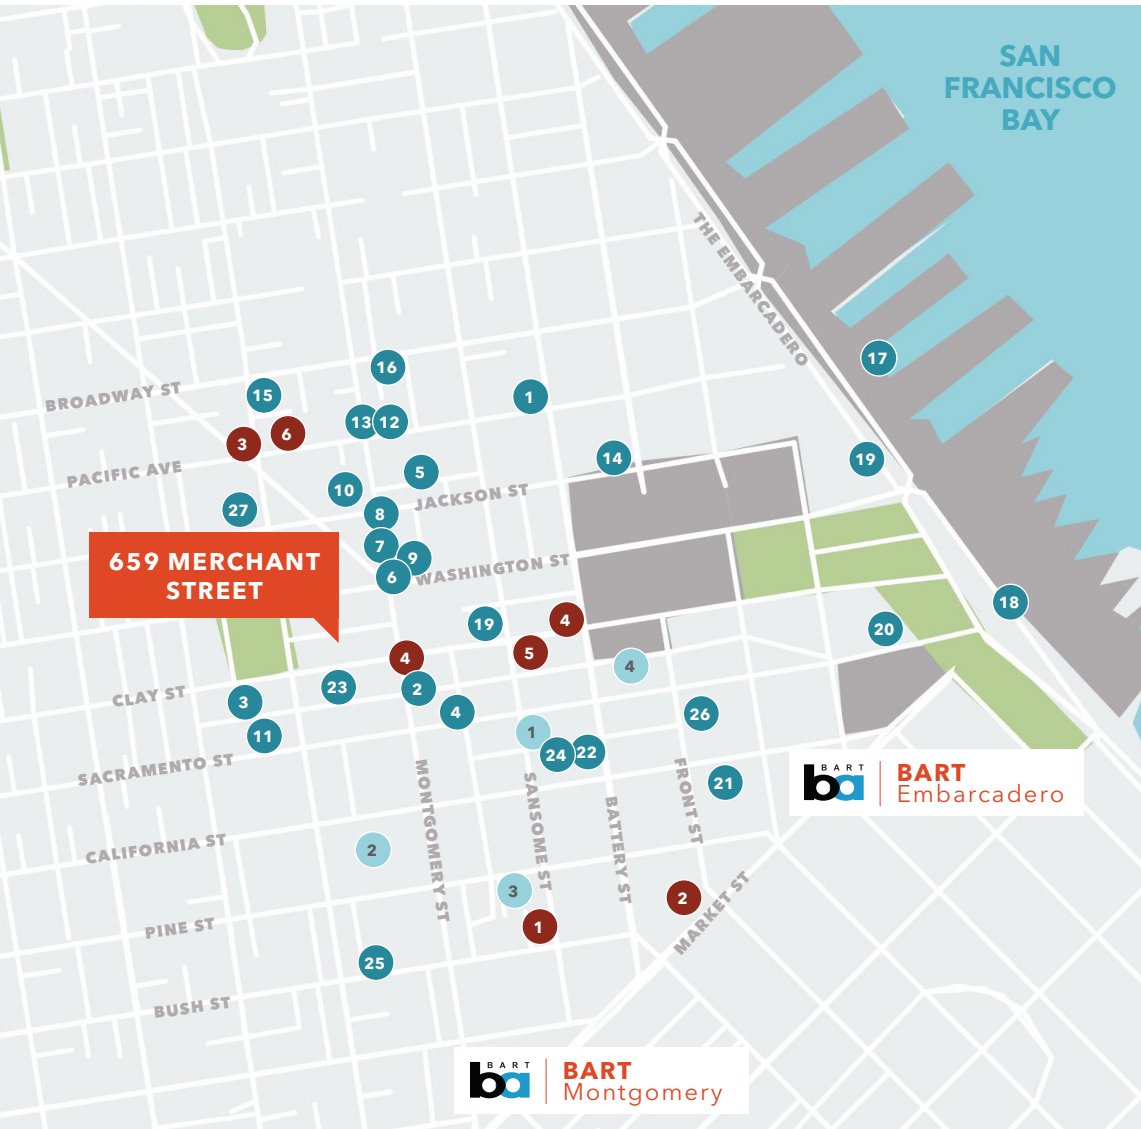 SAN
FRANCISCO
BAY
THE EMBARCADERO
17
16
15
1
BROADWAY ST
13
12
6
3
14
19
PACIFIC AVE
5
10
JACKSON ST
27
8
7
9
659 MERCHANT
STREET
WASHINGTON ST
6
18
19
4
20
5
4
4
CLAY ST
23
2
3
4
26
11
1
24
22
SACRAMENTO ST
21
MONTGOMERY ST
SANSOME ST
BATTERY ST
FRONT ST
BART
ba
BART
Embarcadero
CALIFORNIA ST
2
3
2
MARKET ST
PINE ST
1
25
BUSH ST
BART
ba
BART
Montgomery